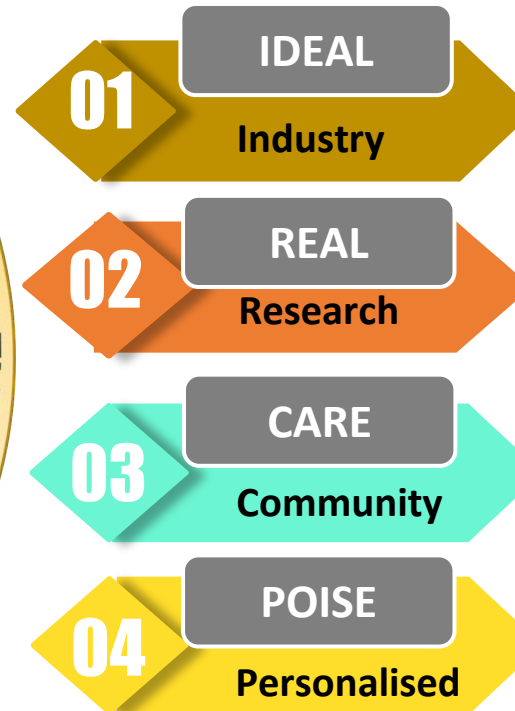 01
IDEAL
Industry
02
REAL
Research
03
CARE
Community
04
POISE
Personalised